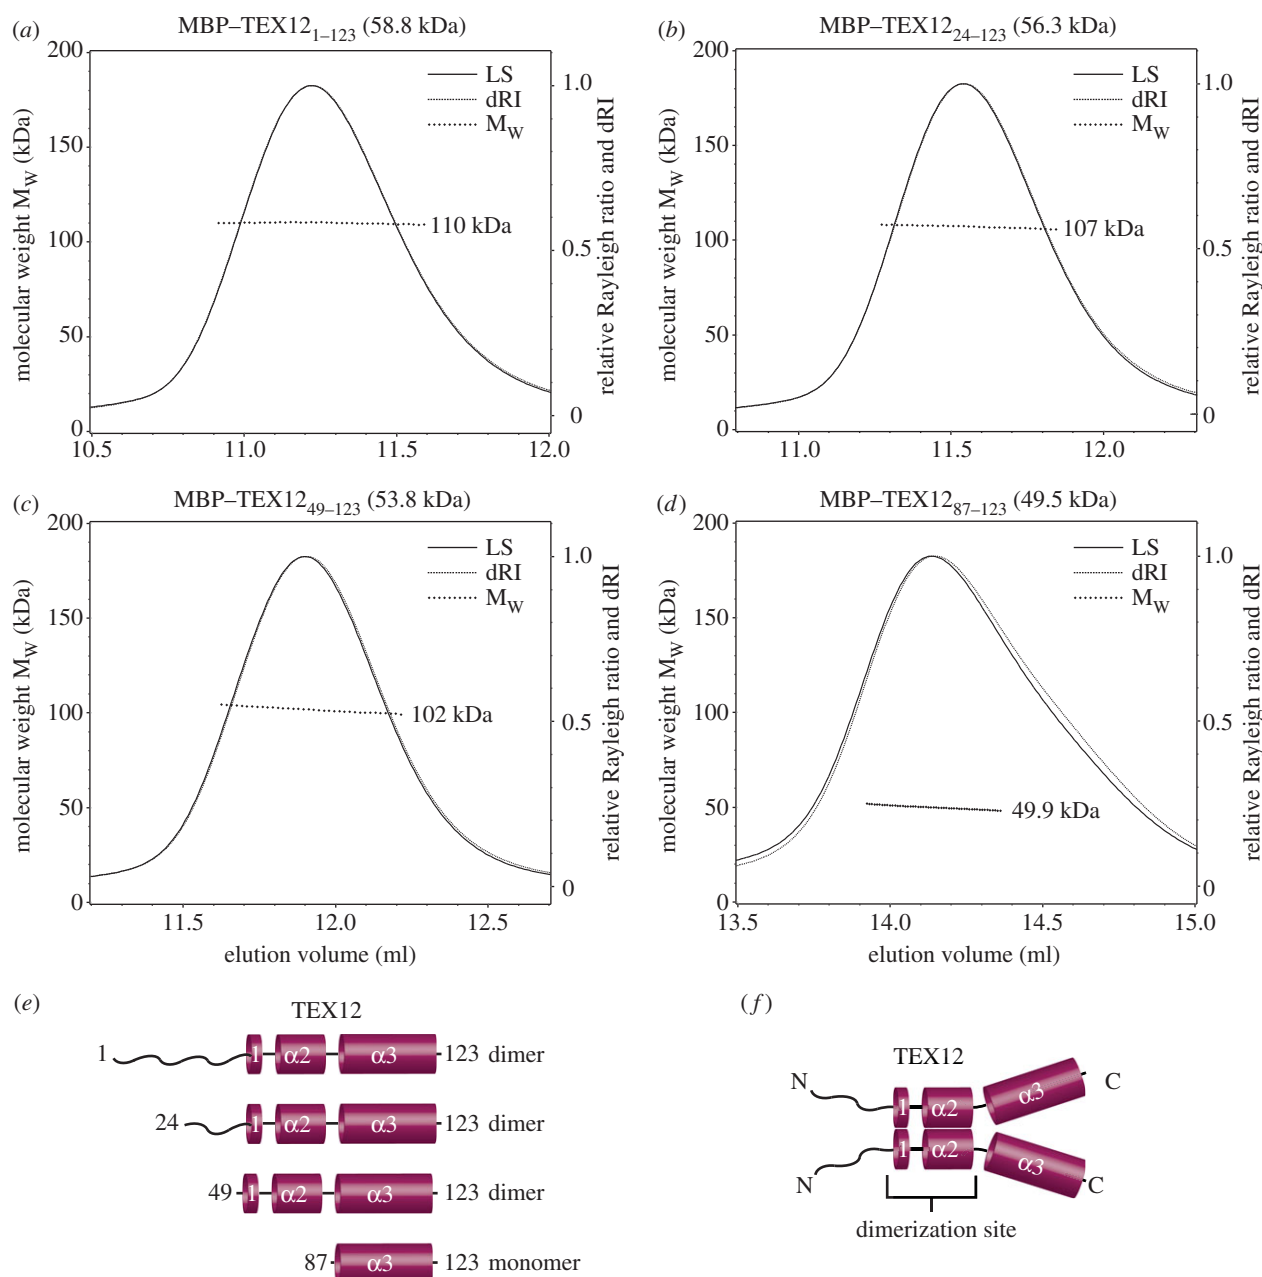 (a)
MBP–TEX12₁₋₁₂₃ (58.8 kDa)
molecular weight M_W (kDa)
200
150
100
50
0
LS
dRI
M_W
110 kDa
1.0
0.5
0
relative Rayleigh ratio and dRI
10.5 11.0 11.5 12.0
(b)
MBP–TEX12₂₄₋₁₂₃ (56.3 kDa)
molecular weight M_W (kDa)
200
150
100
50
0
LS
dRI
M_W
107 kDa
1.0
0.5
0
relative Rayleigh ratio and dRI
11.0 11.5 12.0
(c)
MBP–TEX12₄₉₋₁₂₃ (53.8 kDa)
molecular weight M_W (kDa)
200
150
100
50
0
LS
dRI
M_W
102 kDa
1.0
0.5
0
relative Rayleigh ratio and dRI
11.5 12.0 12.5
elution volume (ml)
(d)
MBP–TEX12₈₇₋₁₂₃ (49.5 kDa)
molecular weight M_W (kDa)
200
150
100
50
0
LS
dRI
M_W
49.9 kDa
1.0
0.5
0
relative Rayleigh ratio and dRI
13.5 14.0 14.5 15.0
elution volume (ml)
(e)
TEX12
1 1 α2 α3 123 dimer
24 1 α2 α3 123 dimer
49 1 α2 α3 123 dimer
87 α3 123 monomer
(f)
TEX12
N 1 α2 α3 C
N 1 α2 α3 C
dimerization site